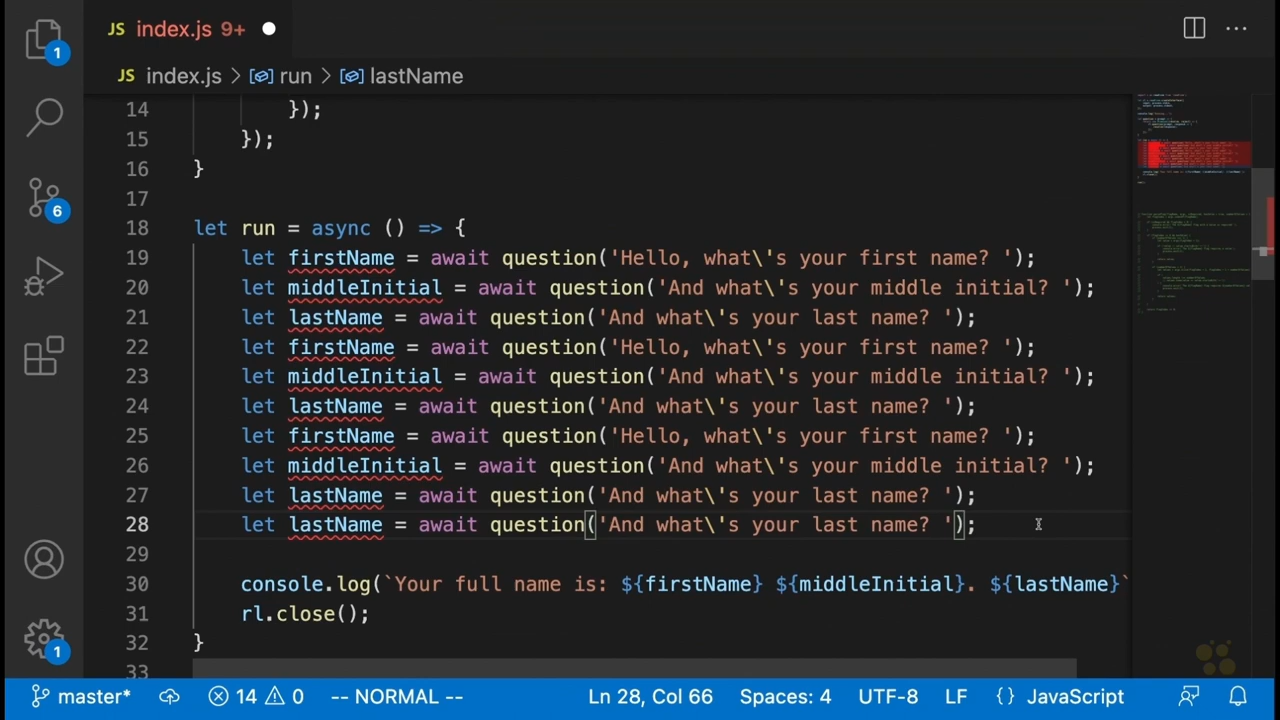 JS index.js 9+
JS index.js > run > lastName
1
6
1
14 });
15 });
16 }
17
18 let run = async () => {
19 let firstName = await question('Hello, what\'s your first name? ');
20 let middleInitial = await question('And what\'s your middle initial? ');
21 let lastName = await question('And what\'s your last name? ');
22 let firstName = await question('Hello, what\'s your first name? ');
23 let middleInitial = await question('And what\'s your middle initial? ');
24 let lastName = await question('And what\'s your last name? ');
25 let firstName = await question('Hello, what\'s your first name? ');
26 let middleInitial = await question('And what\'s your middle initial? ');
27 let lastName = await question('And what\'s your last name? ');
28 let lastName = await question('And what\'s your last name? ');
29
30 console.log(`Your full name is: ${firstName} ${middleInitial}. ${lastName}`
31 rl.close();
32 }
33
master* 14 0 -- NORMAL -- Ln 28, Col 66 Spaces: 4 UTF-8 LF {} JavaScript